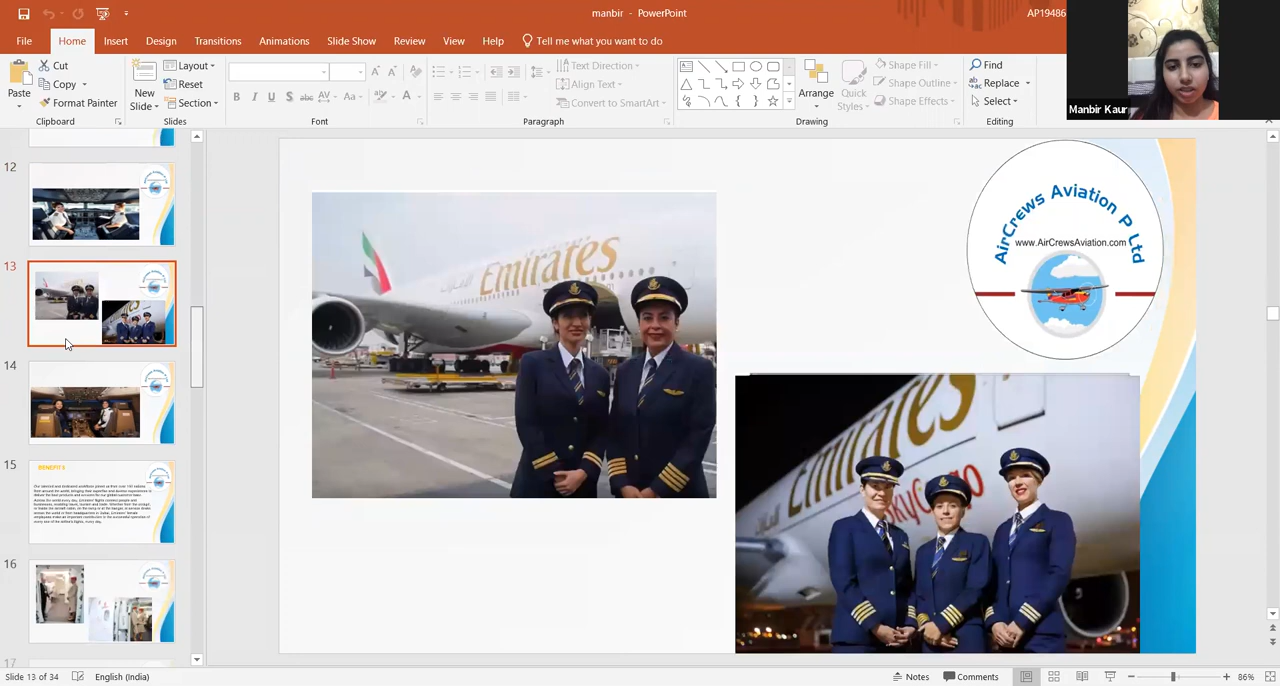 manbir - PowerPoint
AP19486
File
Home
Insert
Design
Transitions
Animations
Slide Show
Review
View
Help
Tell me what you want to do
Paste
Cut
Copy
Format Painter
Clipboard
New
Slide
Layout
Reset
Section
Slides
B I U S abc AV Aa A
Font
Text Direction
Align Text
Convert to SmartArt
Paragraph
Arrange
Quick
Styles
Shape Fill
Shape Outline
Shape Effects
Drawing
Find
Replace
Select
Editing
Manbir Kaur
12
13
14
15
BENEFITS
16
17
Emirates
Emirates
SkyCargo
AirCrews Aviation P Ltd
www.AirCrewsAviation.com
Slide 13 of 34
English (India)
Notes
Comments
86%